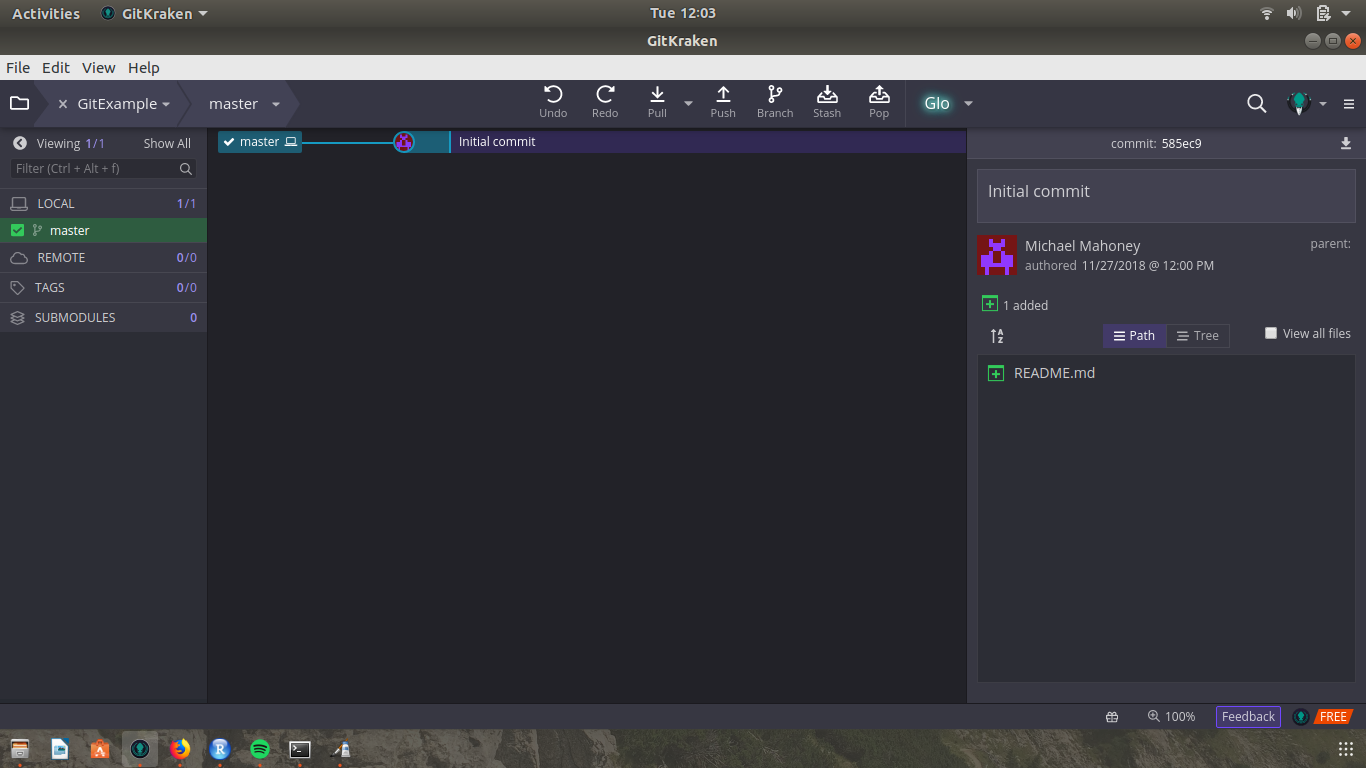 Activities GitKraken Tue 12:03
GitKraken
File Edit View Help
GitExample master Undo Redo Pull Push Branch Stash Pop Glo
Viewing 1/1 Show All
Filter (Ctrl + Alt + f)
LOCAL 1/1
master
REMOTE 0/0
TAGS 0/0
SUBMODULES 0
master Initial commit
commit: 585ec9
Initial commit
Michael Mahoney parent:
authored 11/27/2018 @ 12:00 PM
1 added
A Z Path Tree View all files
README.md
100% Feedback FREE